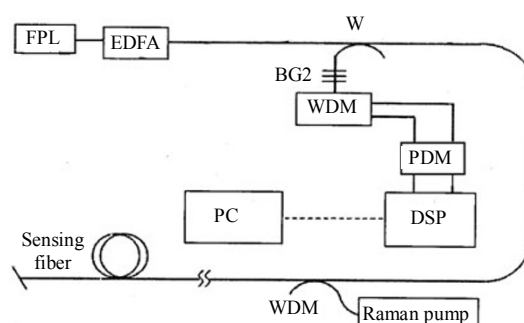 FPL
EDFA
W
BG2
WDM
PDM
PC
DSP
Sensing
fiber
WDM
Raman pump